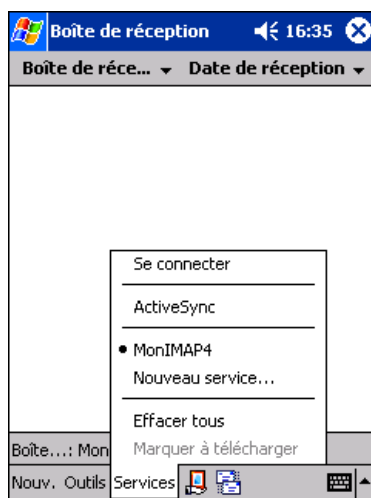 Boîte de réception 16:35
Boîte de réce... Date de réception
Se connecter
ActiveSync
MonIMAP4
Nouveau service...
Effacer tous
Marquer à télécharger
Boîte...: Mon
Nouv. Outils Services